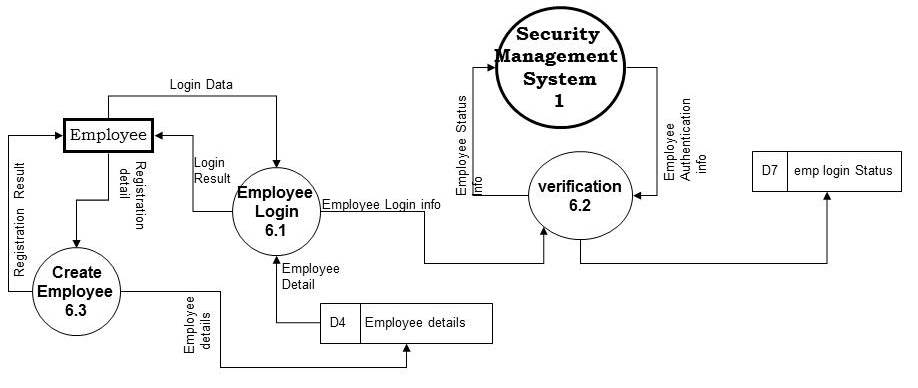 Security
Management
System
1
Login Data
Employee
Registration Result
Registration
detail
Login
Result
Employee Status
Info
Employee
Authentication
info
Employee
Login
6.1
Employee Login info
verification
6.2
D7 emp login Status
Create
Employee
6.3
Employee
Detail
Employee
details
D4 Employee details